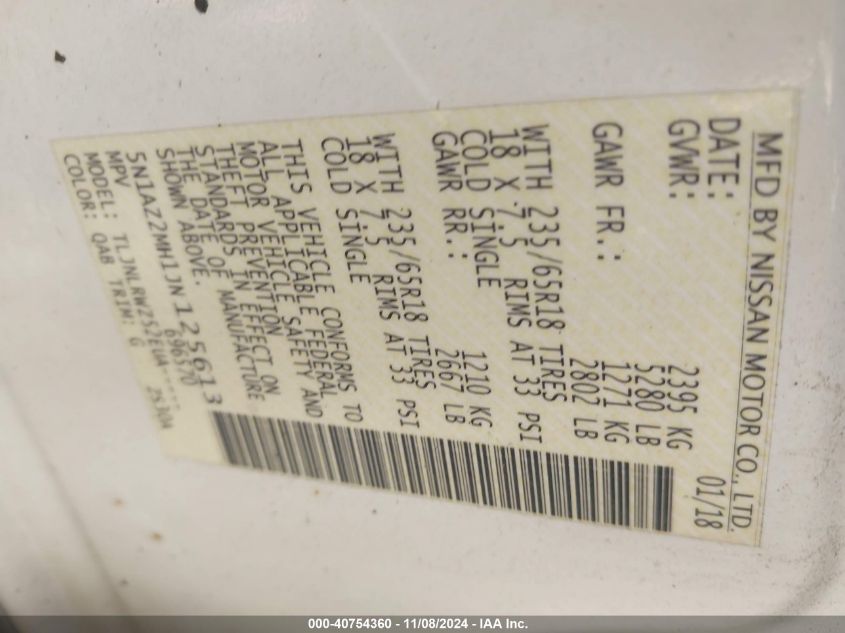 MFD BY NISSAN MOTOR CO., LTD.
DATE: 01/18
GVWR: 2395 KG
5280 LB
GAWR FR.: 1271 KG
2802 LB
WITH 235/65R18 TIRES
18 X 7.5 RIMS AT 33 PSI
COLD SINGLE
GAWR RR.: 1210 KG
2667 LB
WITH 235/65R18 TIRES
18 X 7.5 RIMS AT 33 PSI
COLD SINGLE
THIS VEHICLE CONFORMS TO
ALL APPLICABLE FEDERAL
MOTOR VEHICLE SAFETY AND
THEFT PREVENTION
STANDARDS IN EFFECT ON
THE DATE OF MANUFACTURE
SHOWN ABOVE.
5N1AZ2MH1JN125613
MPV 696570
MODEL: TLJNLRWZ52EUA-----
COLOR: QAB TRIM: G 2530A
000-40754360 - 11/08/2024 - IAA Inc.